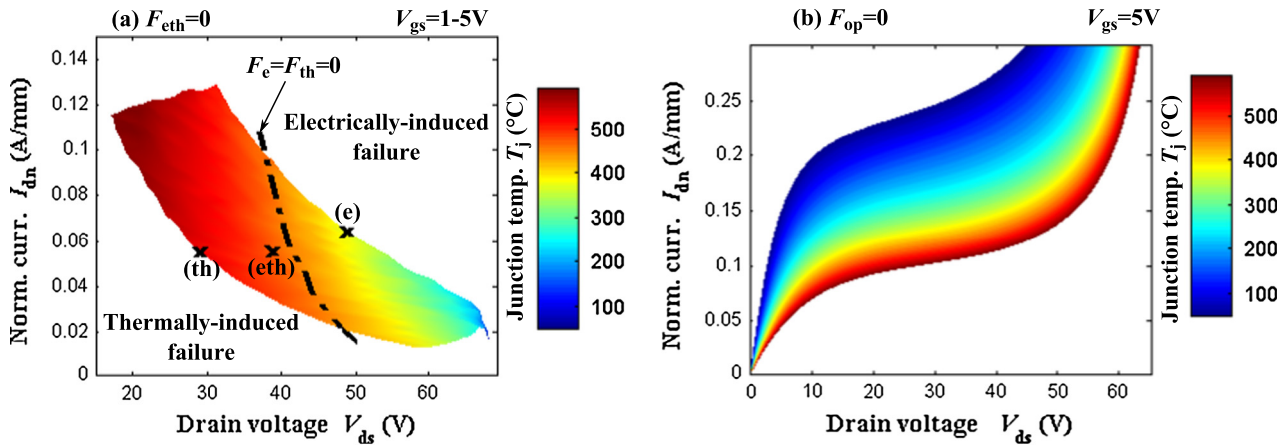 (a) Feth=0 Vgs=1-5V
0.14
0.12
0.1
0.08
0.06
0.04
0.02
0
Norm. curr. Idn (A/mm)
Fe=Fth=0
Electrically-induced
failure
(e)
(th)
(eth)
Thermally-induced
failure
20 30 40 50 60
Drain voltage Vds (V)
Junction temp. Tj (°C)
500
400
300
200
100
(b) Fop=0 Vgs=5V
0.25
0.2
0.15
0.1
0.05
0
Norm. curr. Idn (A/mm)
0 10 20 30 40 50 60
Drain voltage Vds (V)
Junction temp. Tj (°C)
500
400
300
200
100